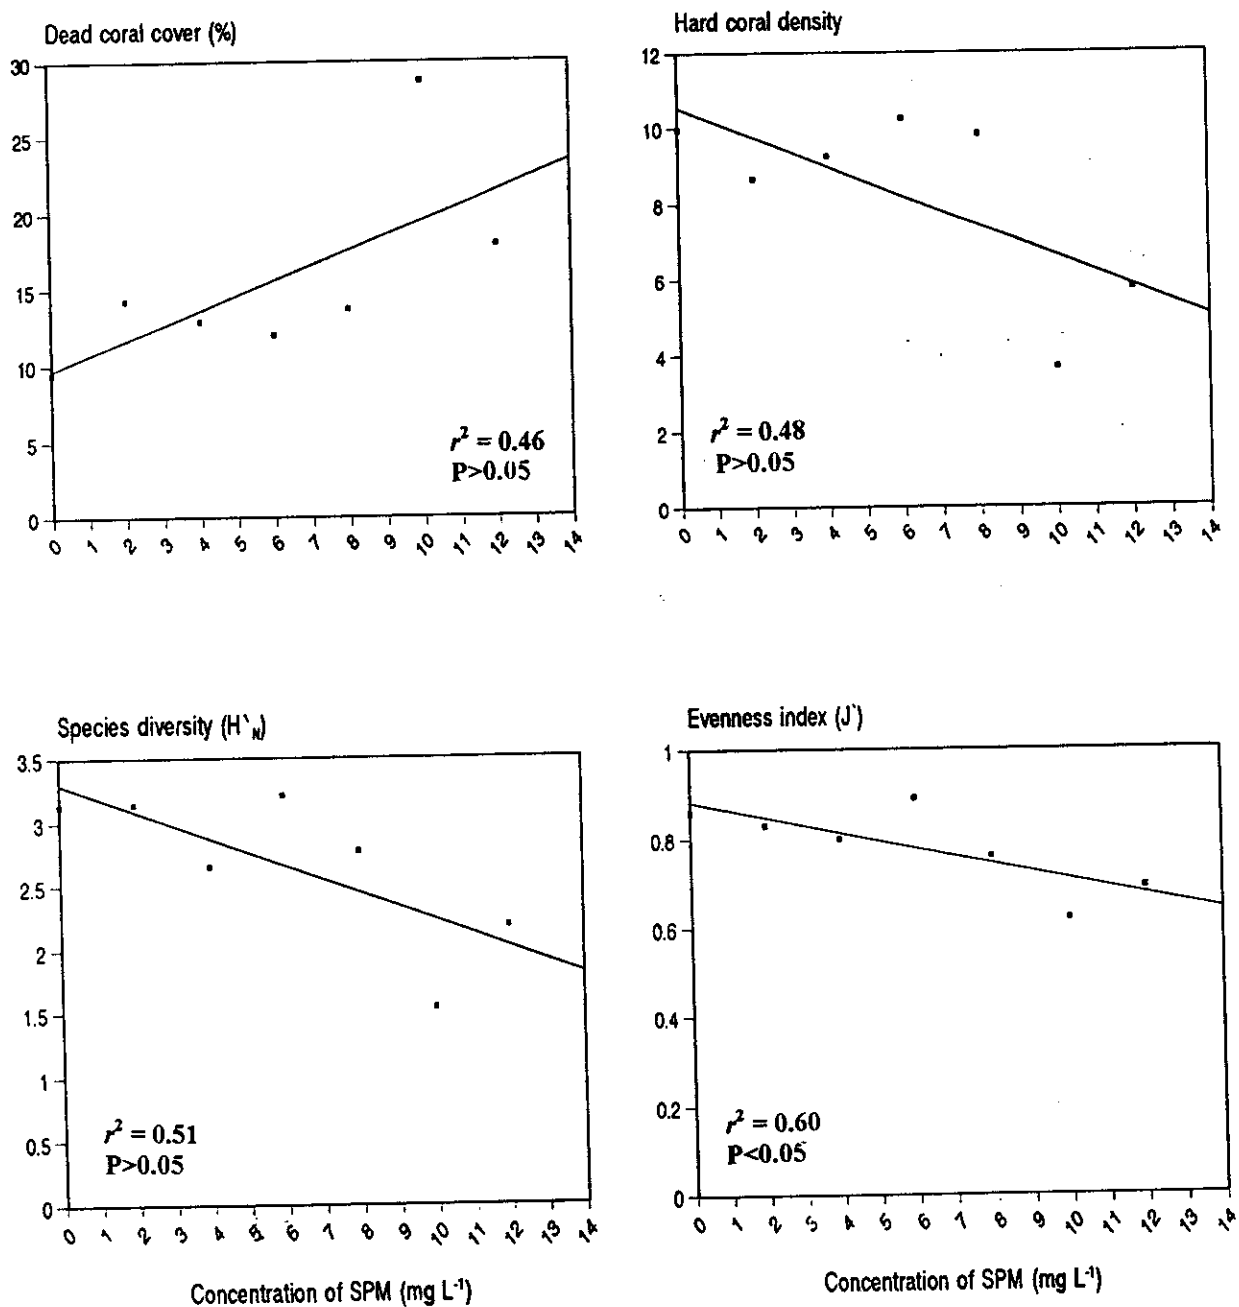 Dead coral cover (%)
30
25
20
15
10
5
0
0 1 2 3 4 5 6 7 8 9 10 11 12 13 14
r² = 0.46
P>0.05
Hard coral density
12
10
8
6
4
2
0
0 1 2 3 4 5 6 7 8 9 10 11 12 13 14
r² = 0.48
P>0.05
Species diversity (H`N)
3.5
3
2.5
2
1.5
1
0.5
0
0 1 2 3 4 5 6 7 8 9 10 11 12 13 14
r² = 0.51
P>0.05
Concentration of SPM (mg L⁻¹)
Evenness index (J`)
1
0.8
0.6
0.4
0.2
0
0 1 2 3 4 5 6 7 8 9 10 11 12 13 14
r² = 0.60
P<0.05
Concentration of SPM (mg L⁻¹)